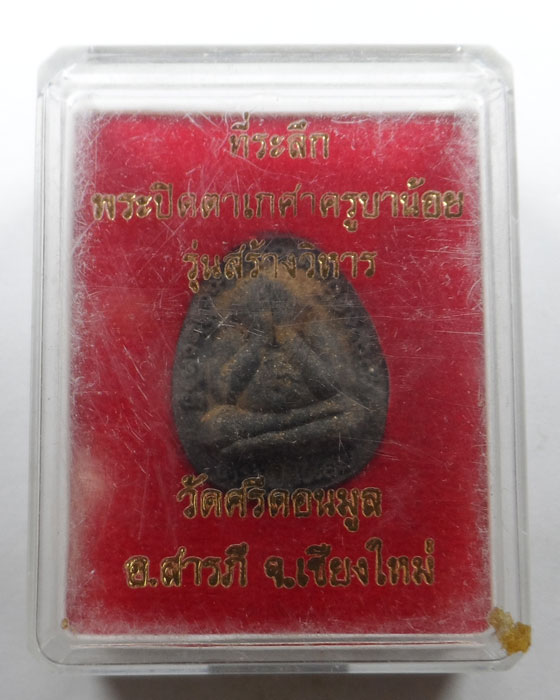 ที่ระลึก
พระปิดตาเกศาครูบาน้อย
รุ่นสร้างวิหาร
วัดศรีดอนมูล
อ.สารภี จ.เชียงใหม่